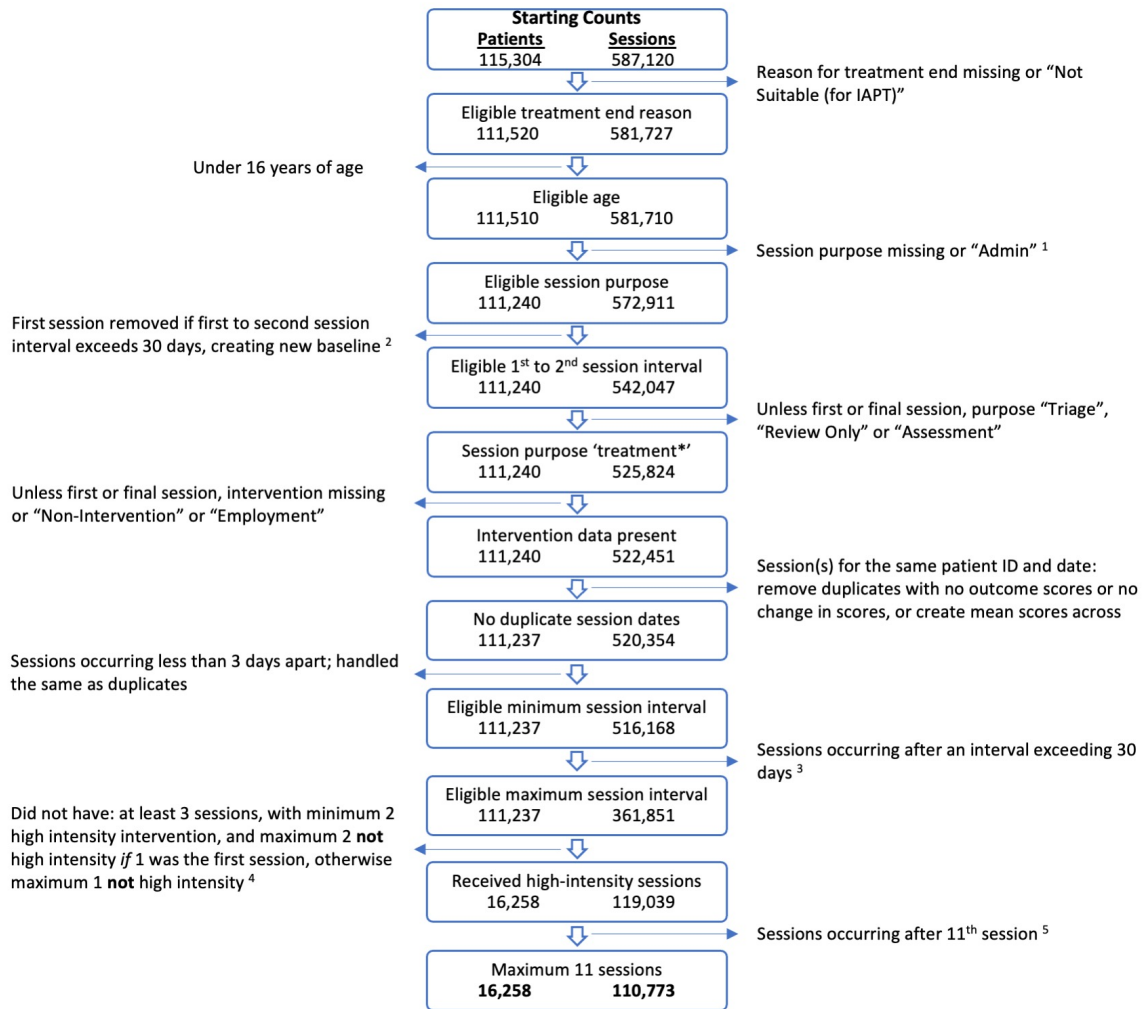 Starting Counts
Patients Sessions
115,304 587,120
Reason for treatment end missing or “Not
Suitable (for IAPT)”
Eligible treatment end reason
111,520 581,727
Under 16 years of age
Eligible age
111,510 581,710
Session purpose missing or “Admin” 1
Eligible session purpose
111,240 572,911
First session removed if first to second session
interval exceeds 30 days, creating new baseline 2
Eligible 1st to 2nd session interval
111,240 542,047
Unless first or final session, purpose “Triage”,
“Review Only” or “Assessment”
Session purpose ‘treatment*’
111,240 525,824
Unless first or final session, intervention missing
or “Non-Intervention” or “Employment”
Intervention data present
111,240 522,451
Session(s) for the same patient ID and date:
remove duplicates with no outcome scores or no
change in scores, or create mean scores across
No duplicate session dates
111,237 520,354
Sessions occurring less than 3 days apart; handled
the same as duplicates
Eligible minimum session interval
111,237 516,168
Sessions occurring after an interval exceeding 30
days 3
Eligible maximum session interval
111,237 361,851
Did not have: at least 3 sessions, with minimum 2
high intensity intervention, and maximum 2 not
high intensity if 1 was the first session, otherwise
maximum 1 not high intensity 4
Received high-intensity sessions
16,258 119,039
Sessions occurring after 11th session 5
Maximum 11 sessions
16,258 110,773